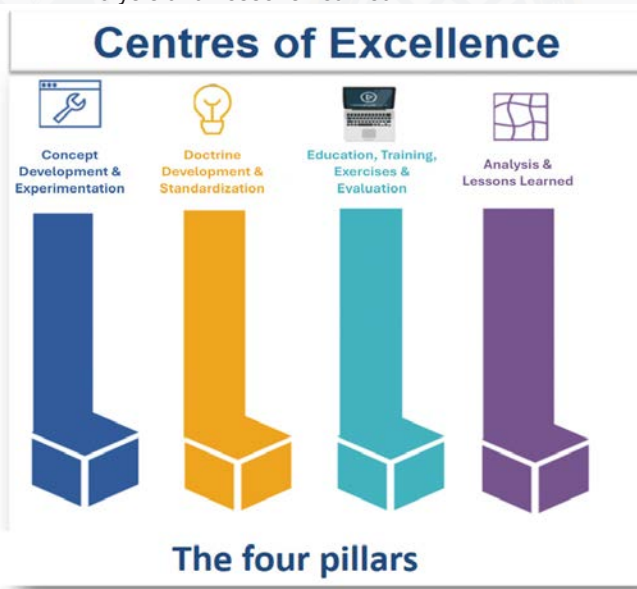 Centres of Excellence
Concept
Development &
Experimentation
Doctrine
Development &
Standardization
Education, Training,
Exercises &
Evaluation
Analysis &
Lessons Learned
The four pillars